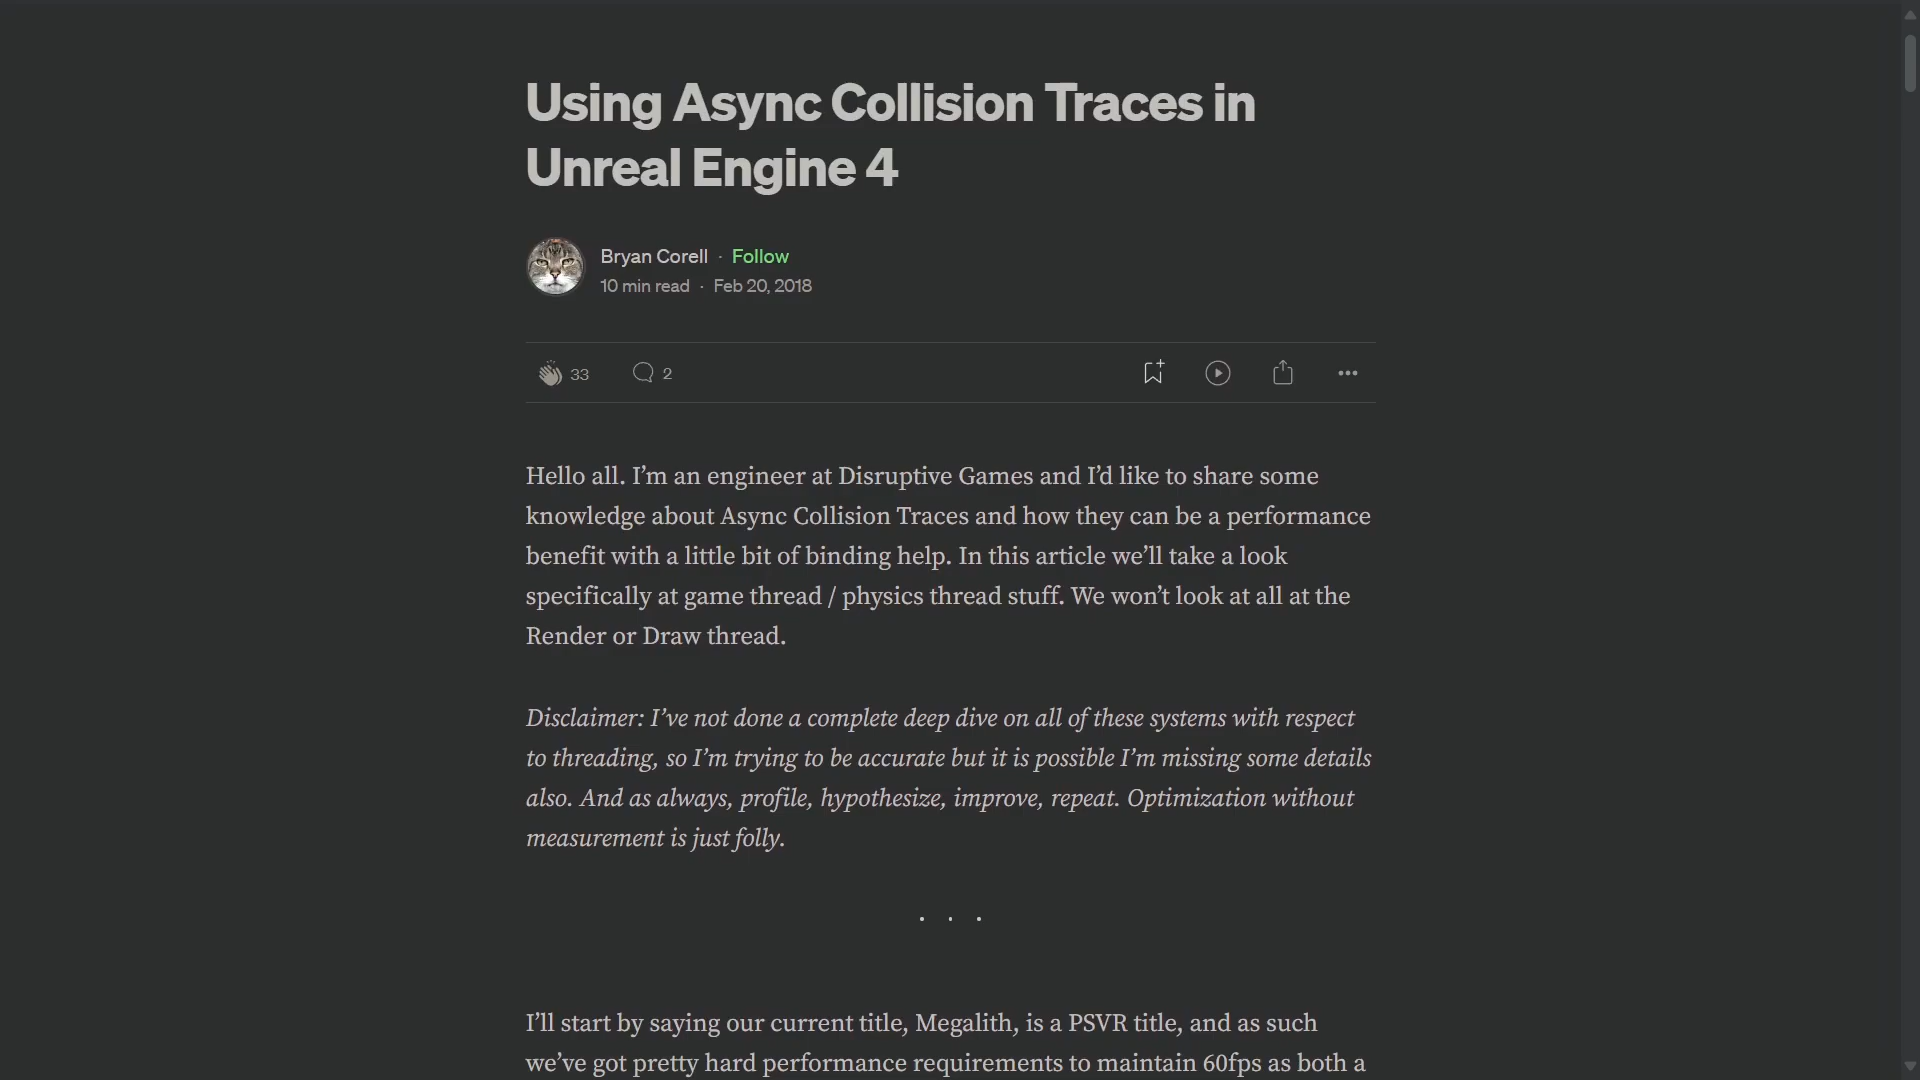 Using Async Collision Traces in
Unreal Engine 4
Bryan Corell · Follow
10 min read · Feb 20, 2018
33
2
Hello all. I’m an engineer at Disruptive Games and I’d like to share some
knowledge about Async Collision Traces and how they can be a performance
benefit with a little bit of binding help. In this article we’ll take a look
specifically at game thread / physics thread stuff. We won’t look at all at the
Render or Draw thread.
Disclaimer: I’ve not done a complete deep dive on all of these systems with respect
to threading, so I’m trying to be accurate but it is possible I’m missing some details
also. And as always, profile, hypothesize, improve, repeat. Optimization without
measurement is just folly.
. . .
I’ll start by saying our current title, Megalith, is a PSVR title, and as such
we’ve got pretty hard performance requirements to maintain 60fps as both a